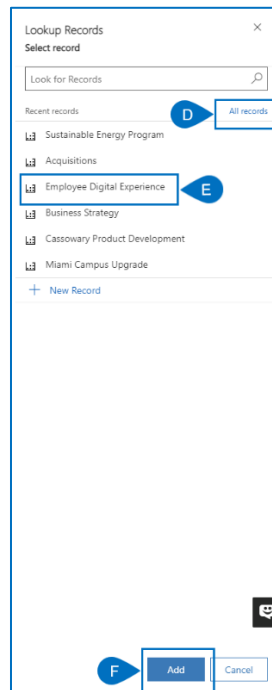 Lookup Records
Select record
Look for Records
Recent records D All records
Sustainable Energy Program
Acquisitions
Employee Digital Experience E
Business Strategy
Cassowary Product Development
Miami Campus Upgrade
+ New Record
F Add Cancel